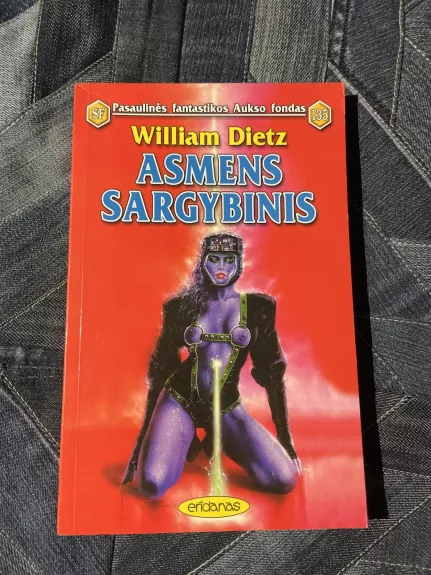 SF Pasaulinės fantastikos Aukso fondas 135
William Dietz
ASMENS
SARGYBINIS
eridanas